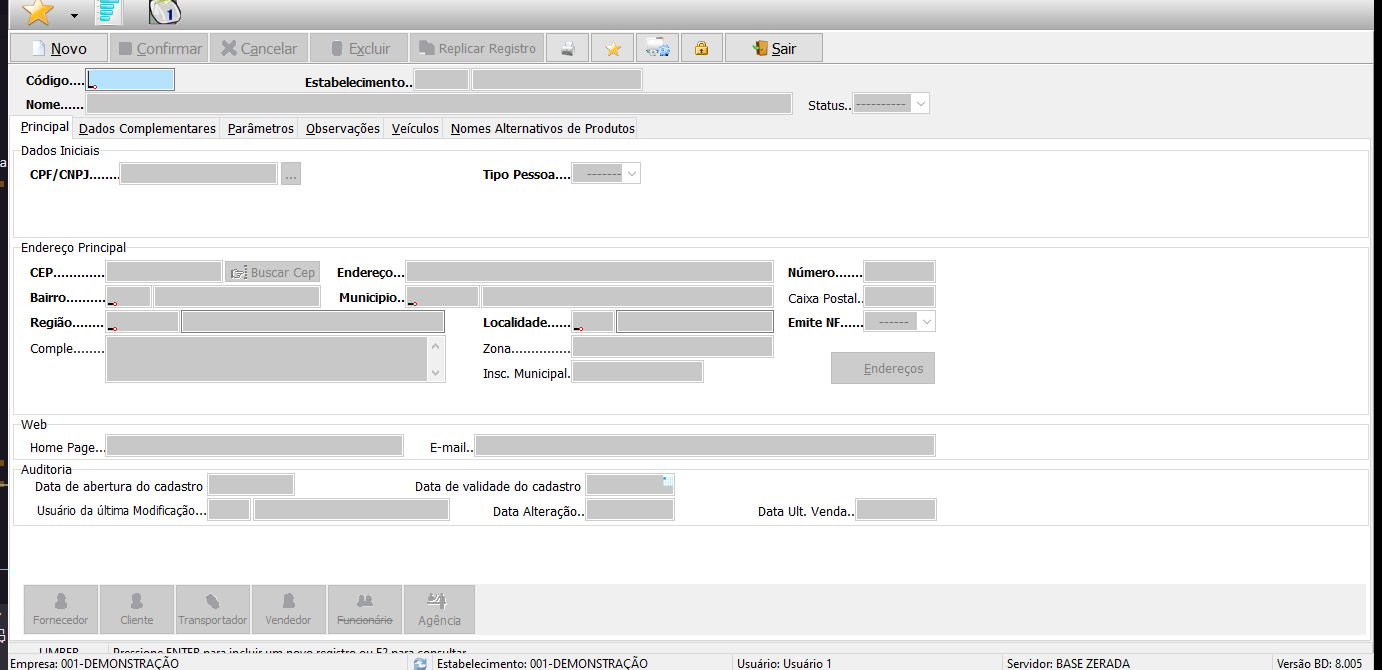 1
Novo Confirmar Cancelar Excluir Replicar Registro Sair
Código.... Estabelecimento..
Nome...... Status.. ----------
Principal Dados Complementares Parâmetros Observações Veículos Nomes Alternativos de Produtos
Dados Iniciais
CPF/CNPJ....... ... Tipo Pessoa.... -------
Endereço Principal
CEP............ Buscar Cep Endereço... Número.......
Bairro.......... Municipio.. Caixa Postal..
Região........ Localidade...... Emite NF...... ------
Comple........ Zona..............
Insc. Municipal. Endereços
Web
Home Page... E-mail..
Auditoria
Data de abertura do cadastro Data de validade do cadastro
Usuário da última Modificação... Data Alteração.. Data Ult. Venda..
Fornecedor Cliente Transportador Vendedor Funcionário Agência
LIMBER Pressione ENTER para incluir um novo registro ou F2 para consultar
Empresa: 001-DEMONSTRAÇÃO Estabelecimento: 001-DEMONSTRAÇÃO Usuário: Usuário 1 Servidor: BASE ZERADA Versão BD: 8.005